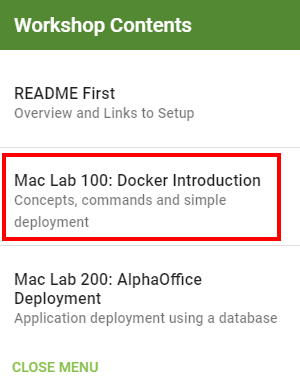 Workshop Contents
README First
Overview and Links to Setup
Mac Lab 100: Docker Introduction
Concepts, commands and simple
deployment
Mac Lab 200: AlphaOffice
Deployment
Application deployment using a database
CLOSE MENU